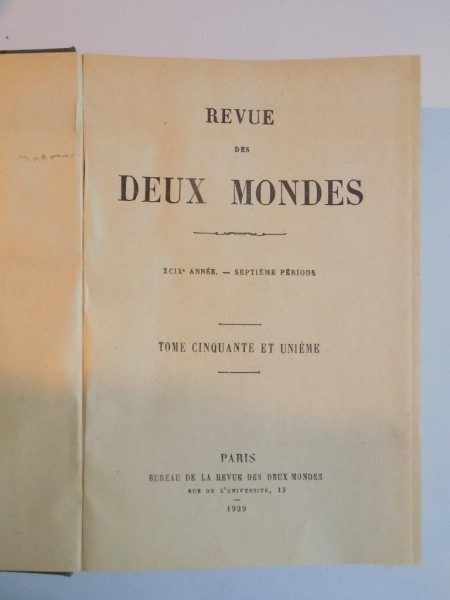 REVUE
DES
DEUX MONDES
XCIXᵉ ANNÉE. — SEPTIÈME PÉRIODE
TOME CINQUANTE ET UNIÈME
PARIS
BUREAU DE LA REVUE DES DEUX MONDES
RUE DE L'UNIVERSITÉ, 15
1929